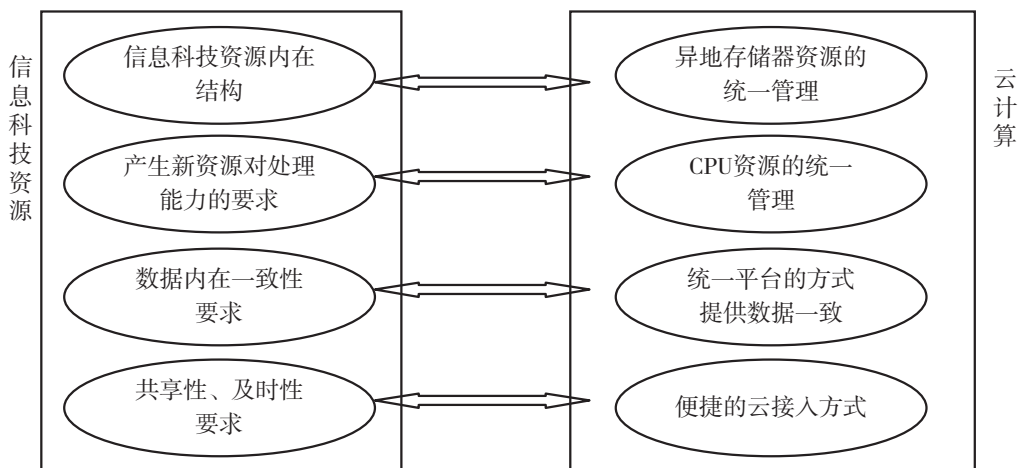 信息科技资源
信息科技资源内在
结构
异地存储器资源的
统一管理
云计算
产生新资源对处理
能力的要求
CPU资源的统一
管理
数据内在一致性
要求
统一平台的方式
提供数据一致
共享性、及时性
要求
便捷的云接入方式